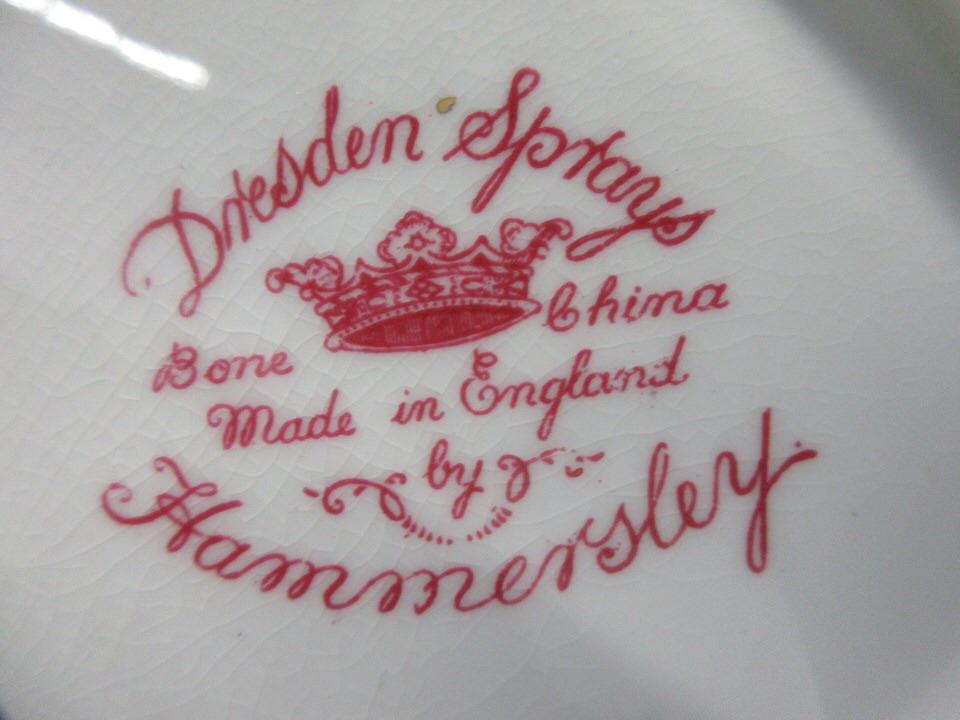 Dresden Sprays
Bone China
Made in England
by
Hammersley